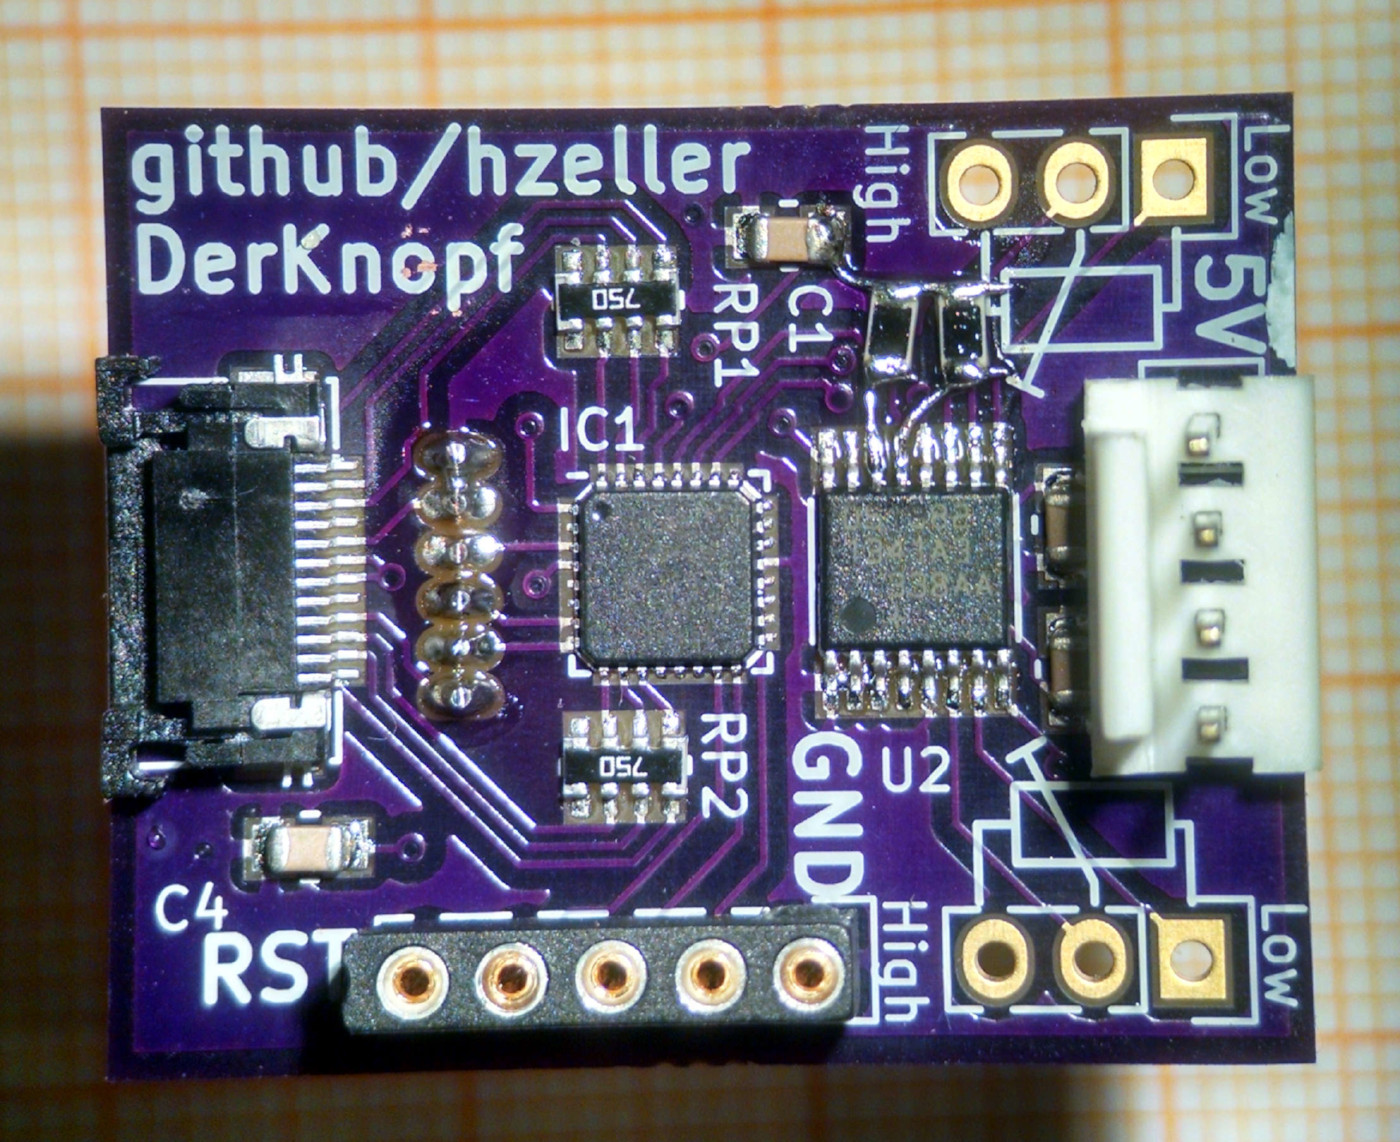 github/hzeller
DerKnopf
High
Low
5V
750
RP1
C1
IC1
750
RP2
GND
U2
C4
RST
High
Low